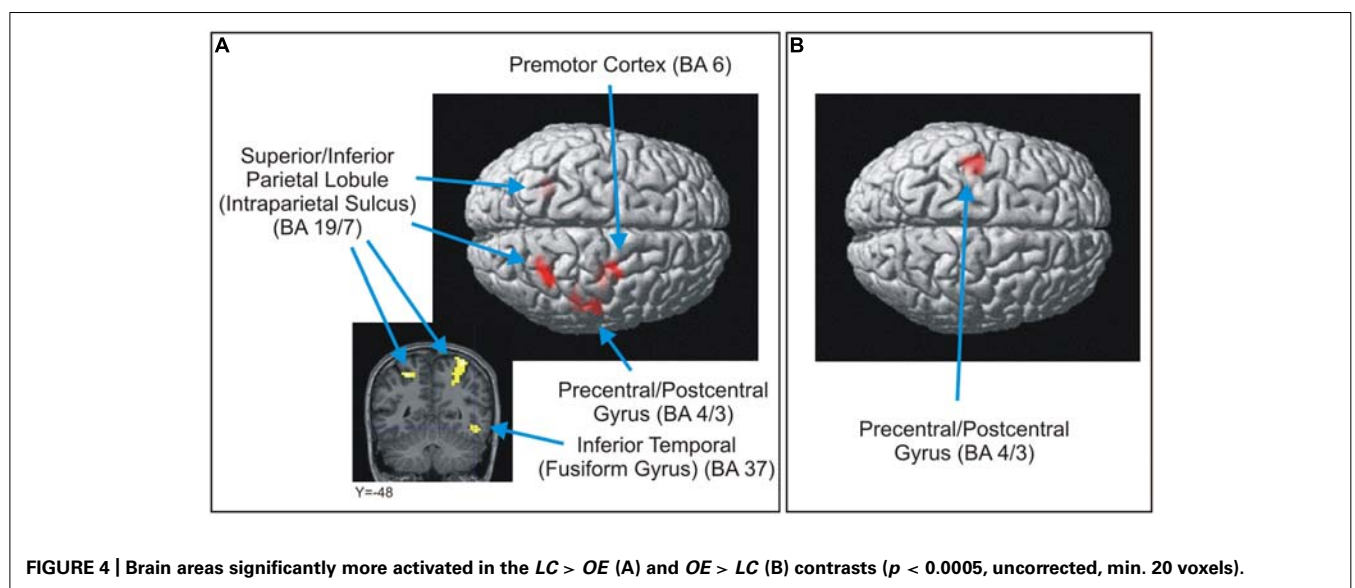 A
Premotor Cortex (BA 6)
Superior/Inferior
Parietal Lobule
(Intraparietal Sulcus)
(BA 19/7)
Precentral/Postcentral
Gyrus (BA 4/3)
Inferior Temporal
(Fusiform Gyrus) (BA 37)
Y=-48
B
Precentral/Postcentral
Gyrus (BA 4/3)
FIGURE 4 | Brain areas significantly more activated in the LC > OE (A) and OE > LC (B) contrasts (p < 0.0005, uncorrected, min. 20 voxels).